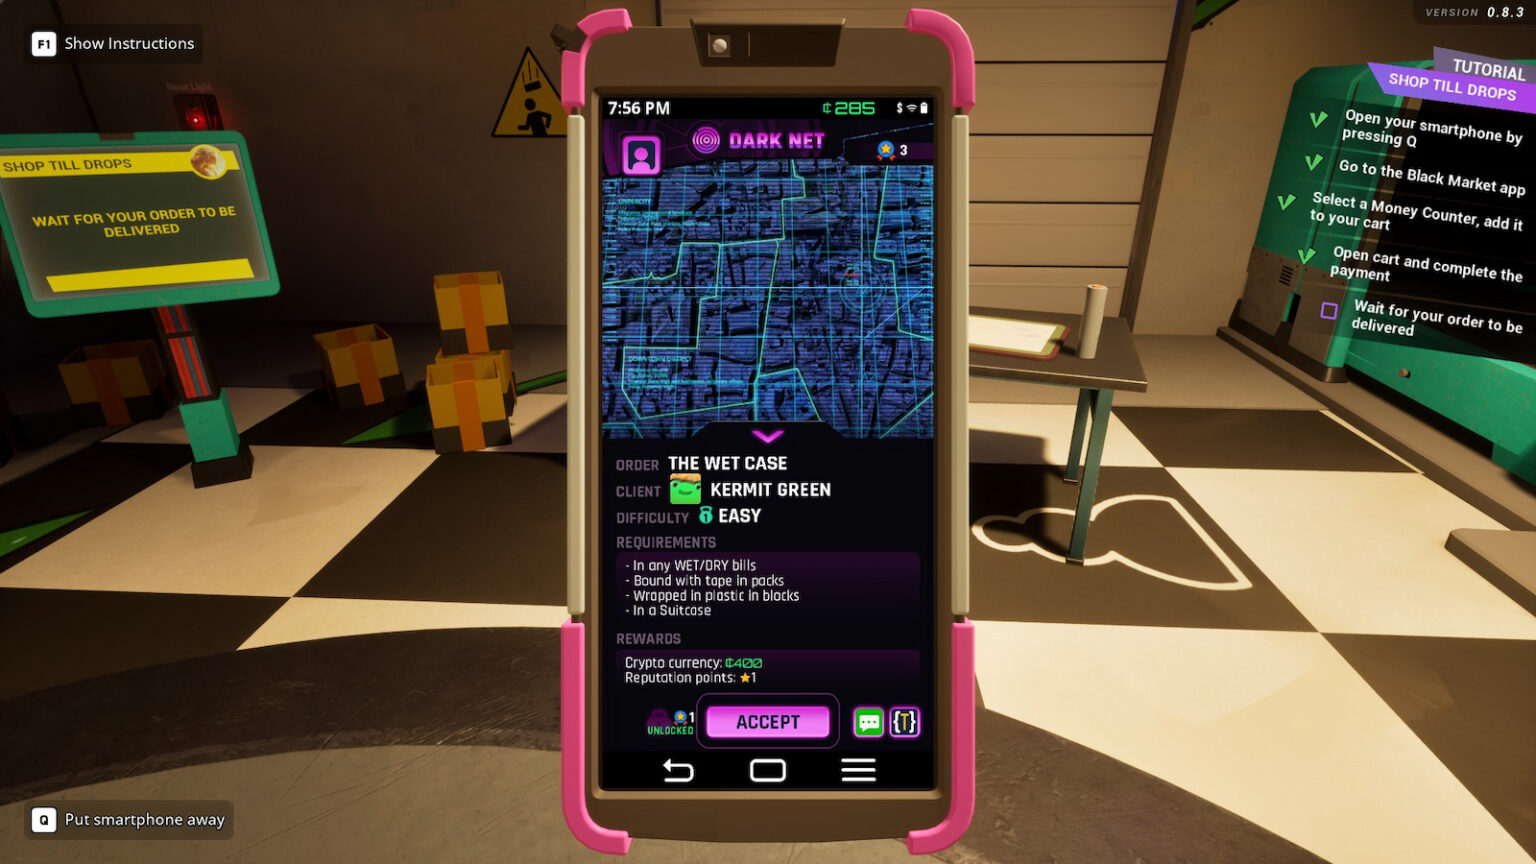 F1 Show Instructions
VERSION 0.8.3
Neon Light
SHOP TILL DROPS
WAIT FOR YOUR ORDER TO BE
DELIVERED
7:56 PM
¢285
$
DARK NET
3
UNDERCITY
DOWNTOWN DISTRICT
ORDER THE WET CASE
CLIENT KERMIT GREEN
DIFFICULTY EASY
REQUIREMENTS
- In any WET/DRY bills
- Bound with tape in packs
- Wrapped in plastic in blocks
- In a Suitcase
REWARDS
Crypto currency: ¢400
Reputation points: ★1
1
UNLOCKED
ACCEPT
{T}
TUTORIAL
SHOP TILL DROPS
Open your smartphone by
pressing Q
Go to the Black Market app
Select a Money Counter, add it
to your cart
Open cart and complete the
payment
Wait for your order to be
delivered
Q Put smartphone away